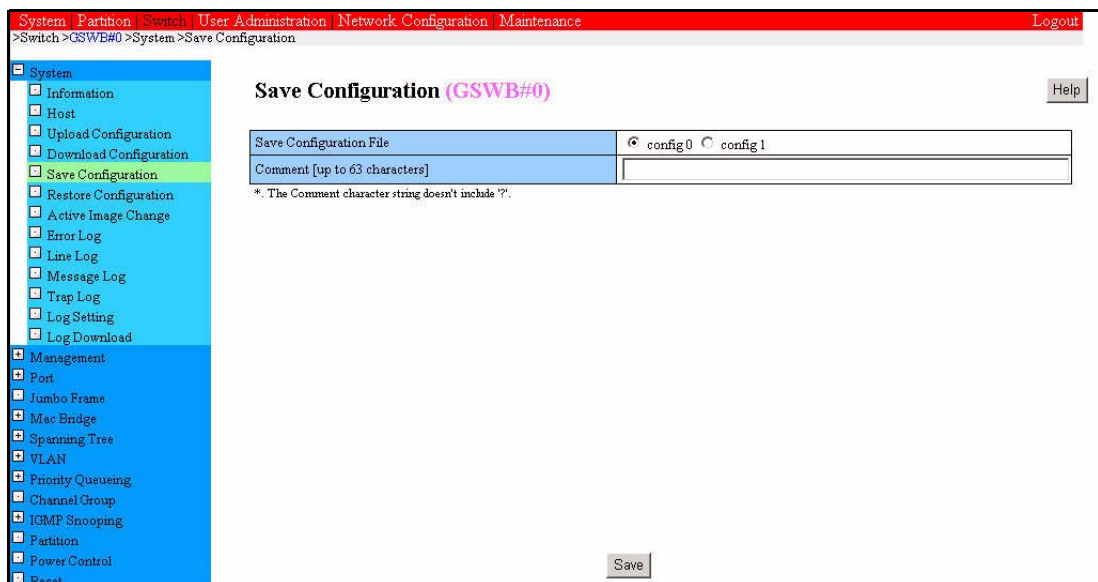 System | Partition | Switch | User Administration | Network Configuration | Maintenance Logout
>Switch >GSWB#0 >System >Save Configuration
System
Information
Host
Upload Configuration
Download Configuration
Save Configuration
Restore Configuration
Active Image Change
Error Log
Line Log
Message Log
Trap Log
Log Setting
Log Download
Management
Port
Jumbo Frame
Mac Bridge
Spanning Tree
VLAN
Priority Queueing
Channel Group
IGMP Snooping
Partition
Power Control
Reset
Save Configuration (GSWB#0)
Help
Save Configuration File config 0 config 1
Comment [up to 63 characters]
*. The Comment character string doesn't include '?'.
Save